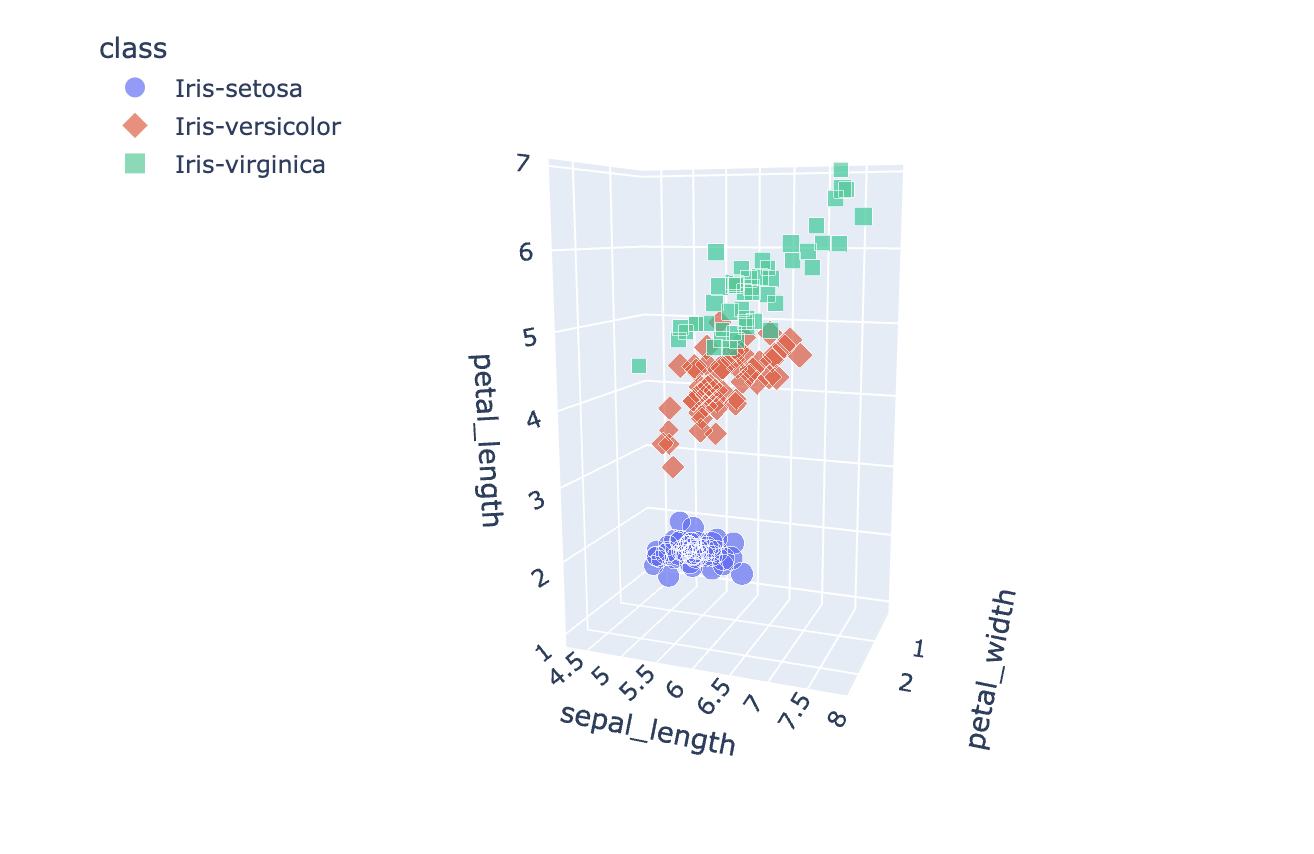 class
Iris-setosa
Iris-versicolor
Iris-virginica
7
6
5
4
3
2
1
petal_length
4.5
5
5.5
6
6.5
7
7.5
8
sepal_length
1
2
petal_width